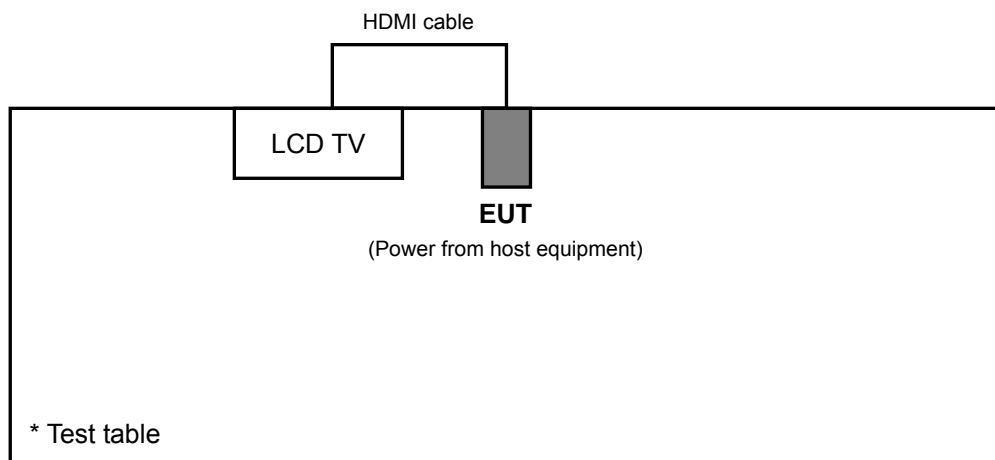 HDMI cable
LCD TV
EUT
(Power from host equipment)
* Test table